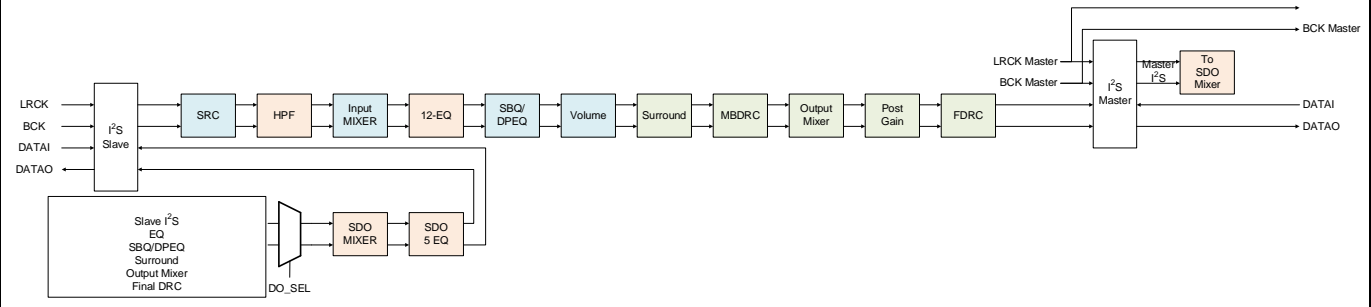 BCK Master
LRCK Master
BCK Master
Master
I²S
To
SDO
Mixer
I²S
Master
LRCK
BCK
DATAI
DATAO
I²S
Slave
SRC
HPF
Input
MIXER
12-EQ
SBQ/
DPEQ
Volume
Surround
MBDRC
Output
Mixer
Post
Gain
FDRC
DATAI
DATAO
Slave I²S
EQ
SBQ/DPEQ
Surround
Output Mixer
Final DRC
DO_SEL
SDO
MIXER
SDO
5 EQ